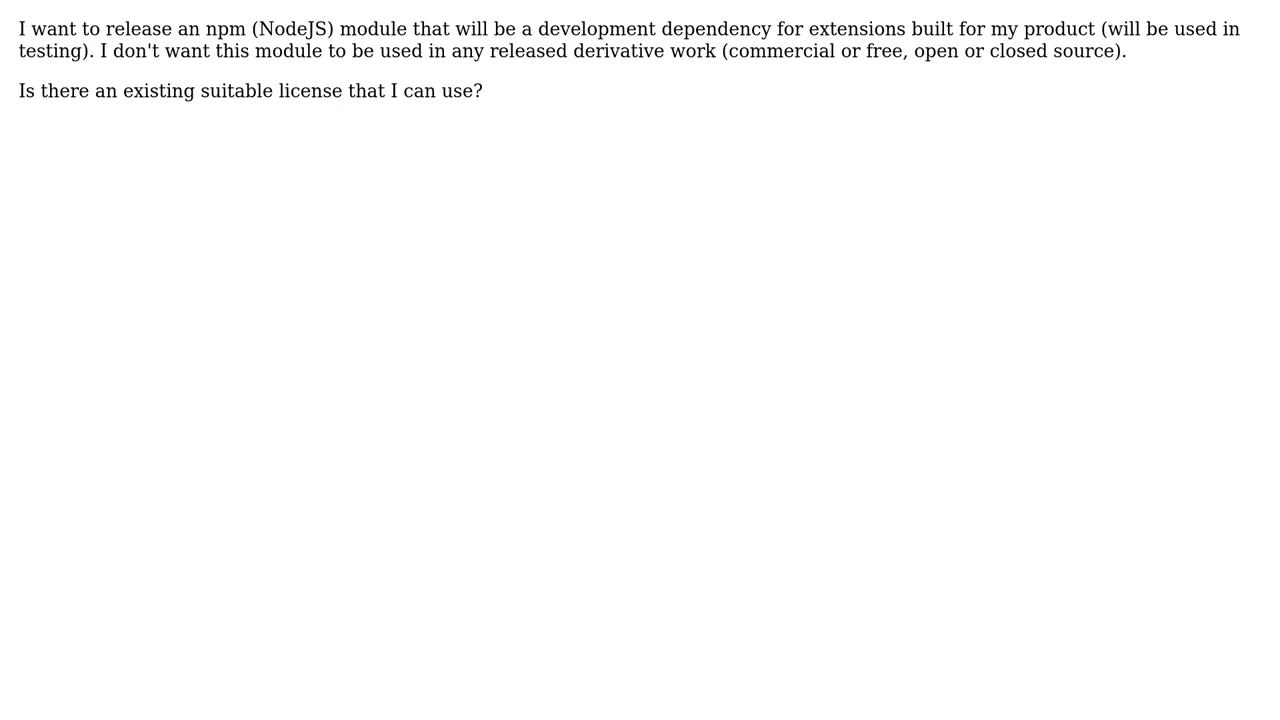 I want to release an npm (NodeJS) module that will be a development dependency for extensions built for my product (will be used in
testing). I don't want this module to be used in any released derivative work (commercial or free, open or closed source).
Is there an existing suitable license that I can use?